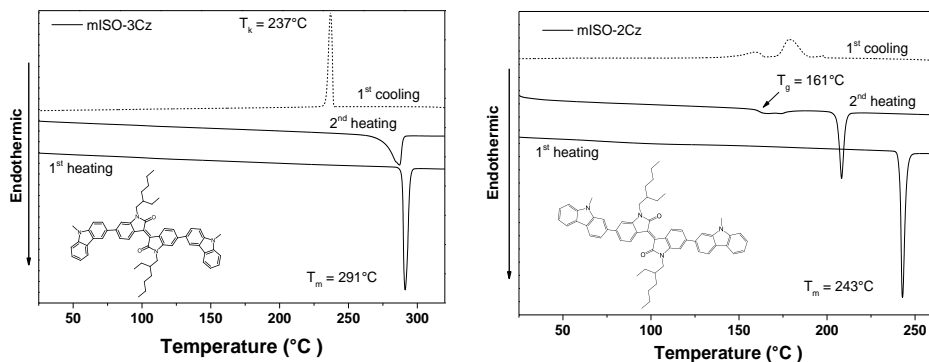 mISO-3Cz
Tk = 237°C
1st cooling
2nd heating
1st heating
Endothermic
N
O
N
O
N
N
Tm = 291°C
50 100 150 200 250 300
Temperature (°C )
mISO-2Cz
1st cooling
Tg = 161°C
2nd heating
1st heating
Endothermic
N
O
N
N
O
N
Tm = 243°C
50 100 150 200 250
Temperature (°C )